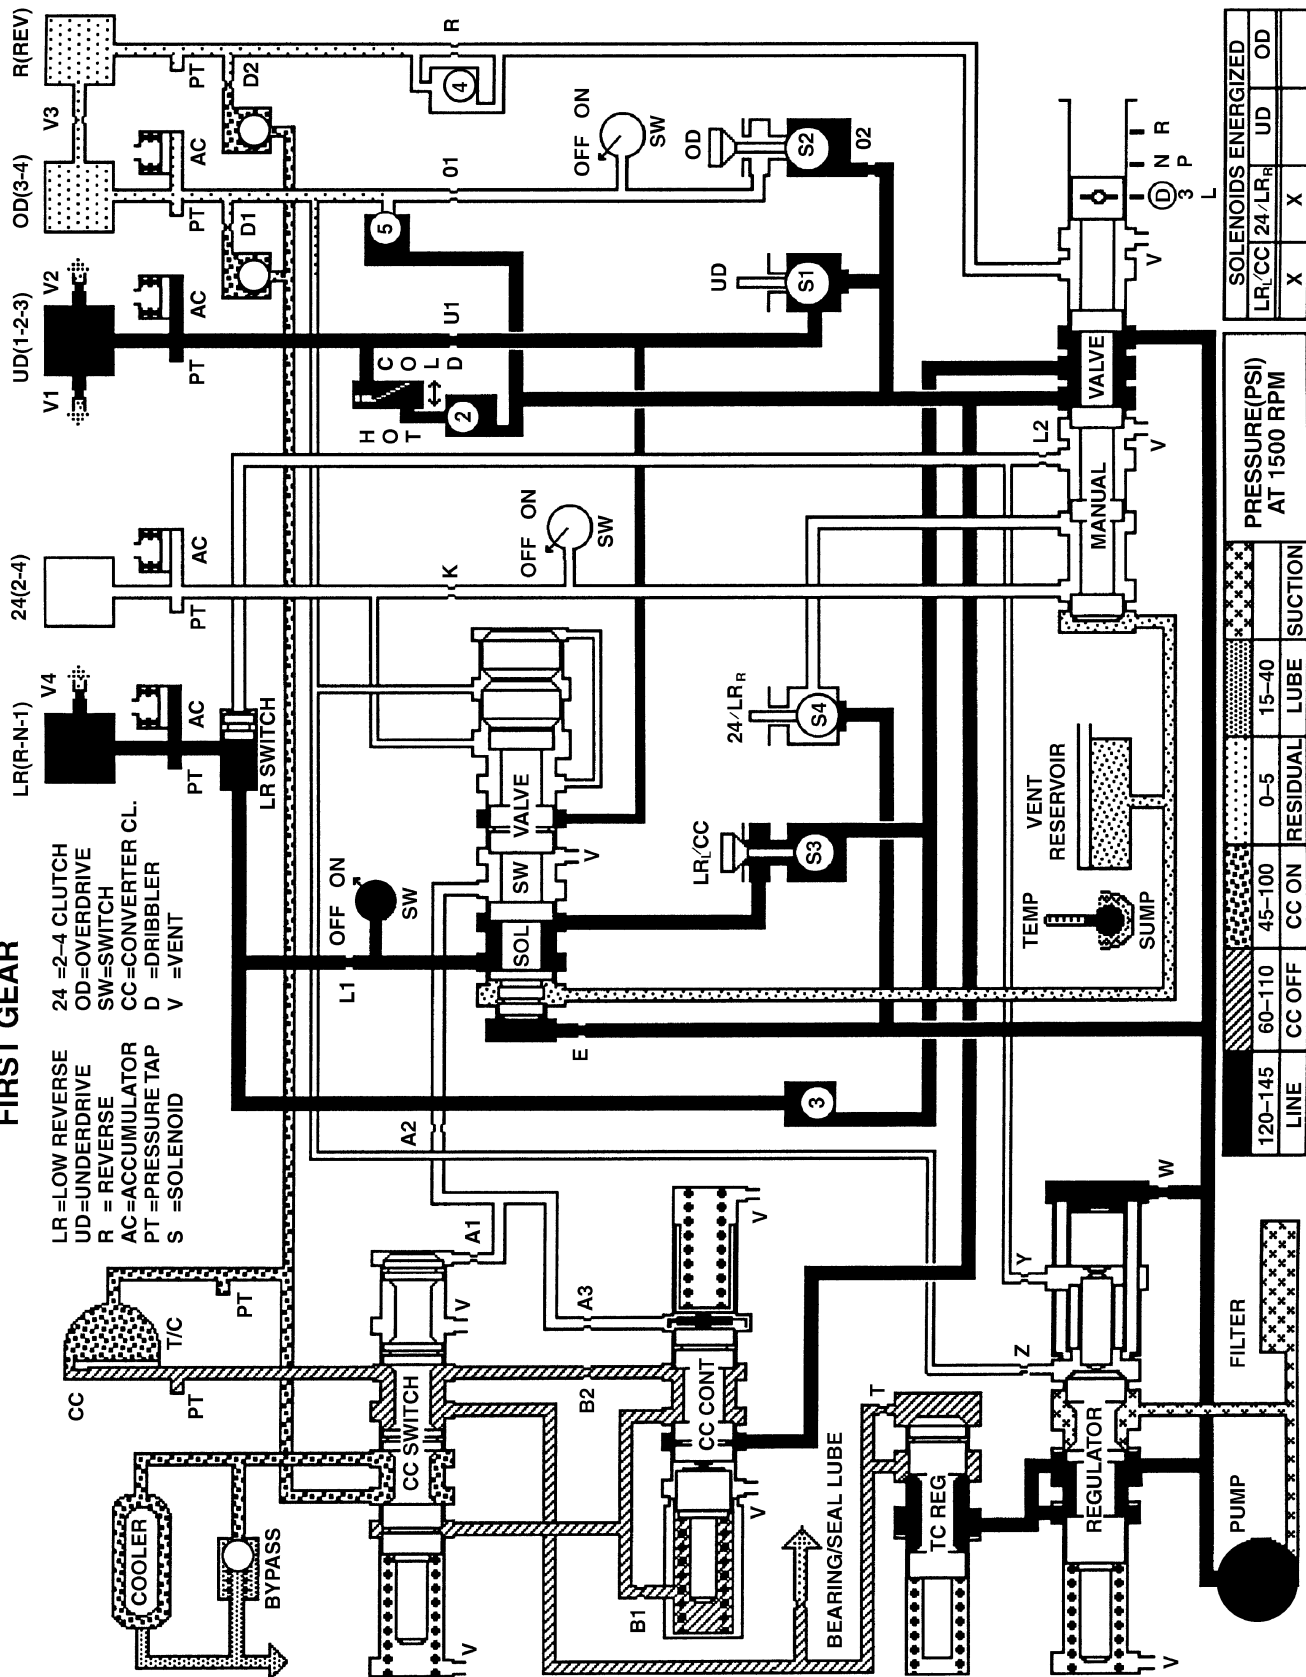 FIRST GEAR
LR=LOW REVERSE
UD=UNDERDRIVE
R = REVERSE
AC=ACCUMULATOR
PT =PRESSURE TAP
S =SOLENOID
24 =2–4 CLUTCH
OD=OVERDRIVE
SW=SWITCH
CC=CONVERTER CL.
D =DRIBBLER
V =VENT
LR(R-N-1)
24(2-4)
UD(1-2-3)
OD(3-4)
R(REV)
V4
V1
V2
V3
PT
AC
PT
AC
PT
AC
PT
AC
PT
D1
D2
LR SWITCH
CC
T/C
PT
PT
COOLER
BYPASS
CC SWITCH
V
V
A1
A2
A3
B2
B1
CC CONT
V
V
BEARING/SEAL LUBE
T
TC REG
REGULATOR
V
Z
Y
W
PUMP
FILTER
L1
OFF ON
SW
SOL
SW
VALVE
V
E
3
K
OFF ON
SW
HOT
COLD
2
U1
5
01
R
4
OFF ON
SW
UD
S1
OD
S2
02
LRL/CC
S3
24/LRR
S4
TEMP
SUMP
VENT
RESERVOIR
MANUAL
VALVE
L2
V
V
D
3
L
N
P
R
120–145
LINE
60–110
CC OFF
45–100
CC ON
0–5
RESIDUAL
15–40
LUBE
SUCTION
PRESSURE(PSI)
AT 1500 RPM
SOLENOIDS ENERGIZED
LRL/CC 24/LRR UD OD
X X